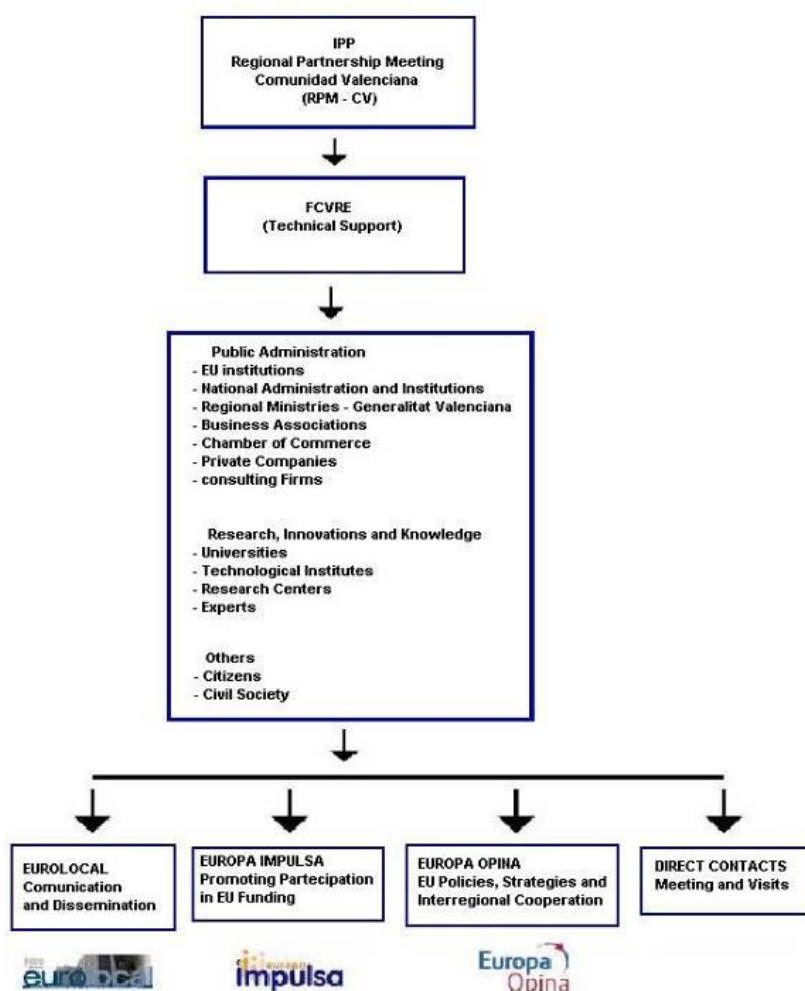 IPP
Regional Partnership Meeting
Comunidad Valenciana
(RPM - CV)
FCVRE
(Technical Support)
Public Administration
- EU institutions
- National Administration and Institutions
- Regional Ministries - Generalitat Valenciana
- Business Associations
- Chamber of Commerce
- Private Companies
- consulting Firms
Research, Innovations and Knowledge
- Universities
- Technological Institutes
- Research Centers
- Experts
Others
- Citizens
- Civil Society
EUROLOCAL
Comunication
and Dissemination
EUROPA IMPULSA
Promoting Partecipation
in EU Funding
EUROPA OPINA
EU Policies, Strategies and
Interregional Cooperation
DIRECT CONTACTS
Meeting and Visits
eurolocal
europa
impulsa
Europa
Opina